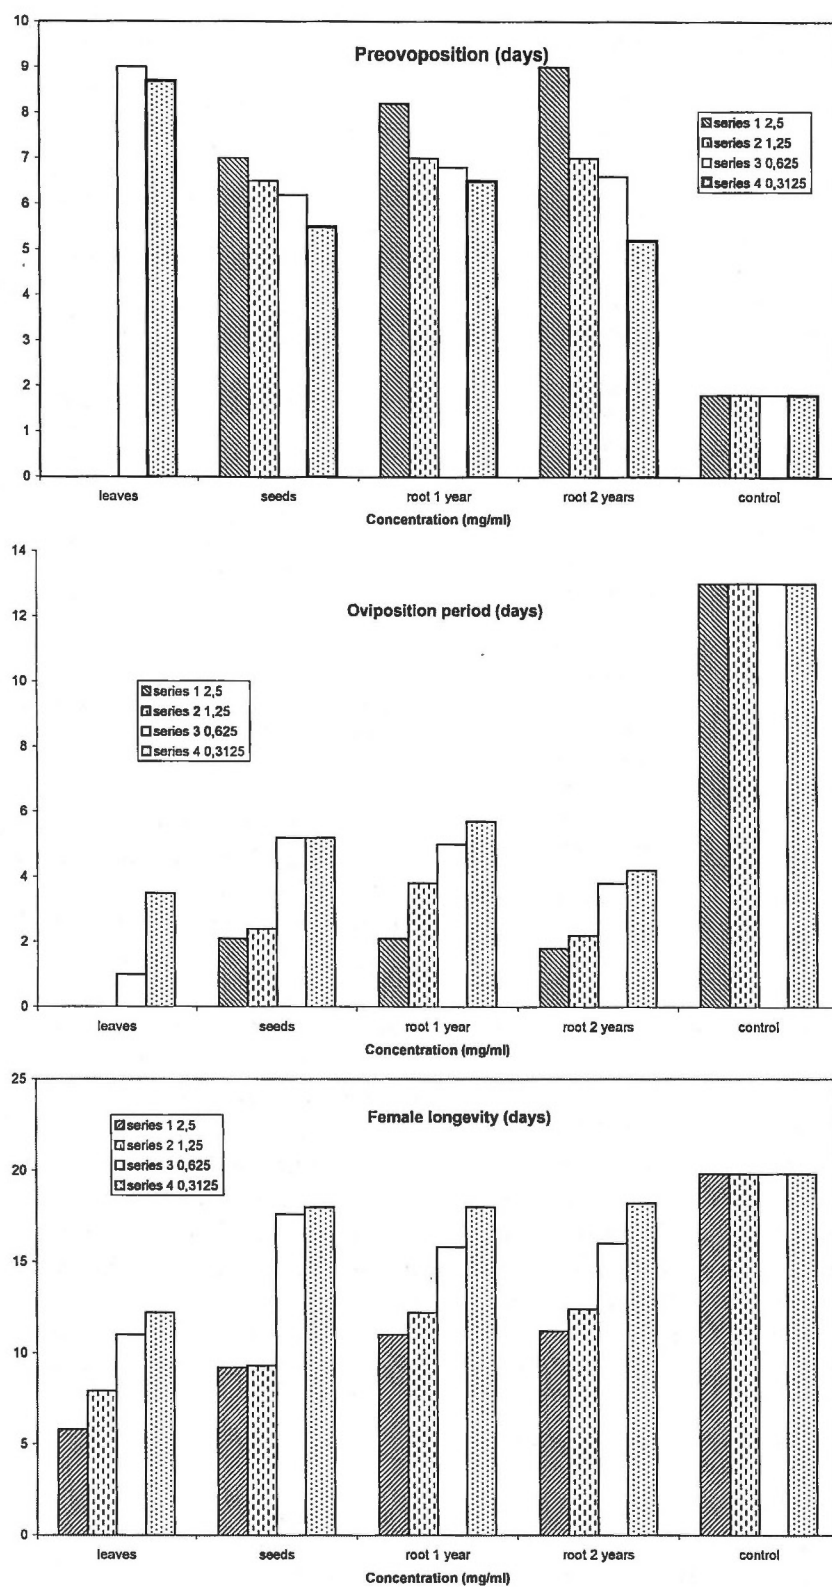 Preovoposition (days)
10
9
8
7
6
5
4
3
2
1
0
series 1 2,5
series 2 1,25
series 3 0,625
series 4 0,3125
leaves seeds root 1 year root 2 years control
Concentration (mg/ml)
Oviposition period (days)
14
12
10
8
6
4
2
0
series 1 2,5
series 2 1,25
series 3 0,625
series 4 0,3125
leaves seeds root 1 year root 2 years control
Concentration (mg/ml)
Female longevity (days)
25
20
15
10
5
0
series 1 2,5
series 2 1,25
series 3 0,625
series 4 0,3125
leaves seeds root 1 year root 2 years control
Concentration (mg/ml)